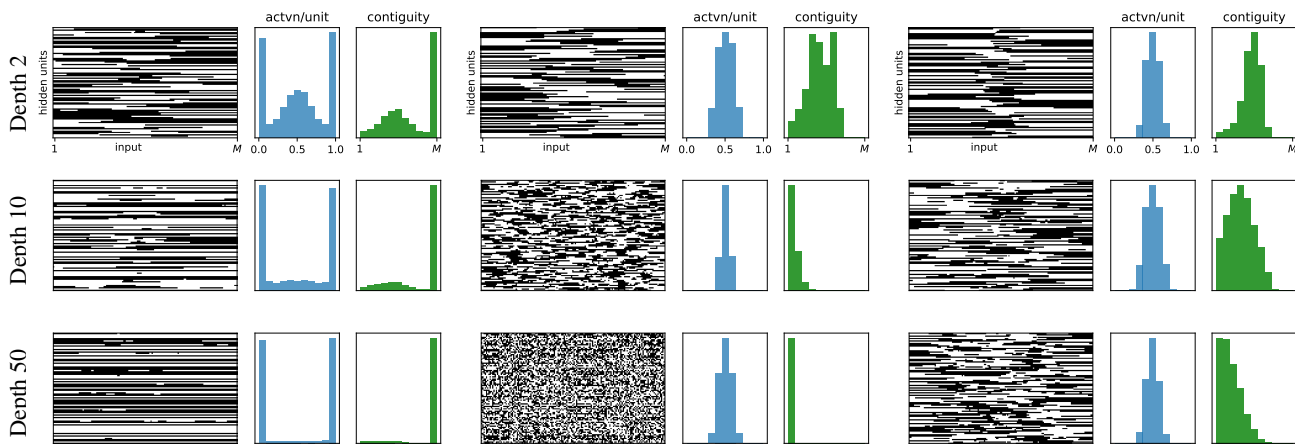 actvn/unit contiguity actvn/unit contiguity actvn/unit contiguity
Depth 2
hidden units hidden units hidden units
1 input M 0.0 0.5 1.0 1 M 1 input M 0.0 0.5 1.0 1 M 1 input M 0.0 0.5 1.0 1 M
Depth 10
Depth 50